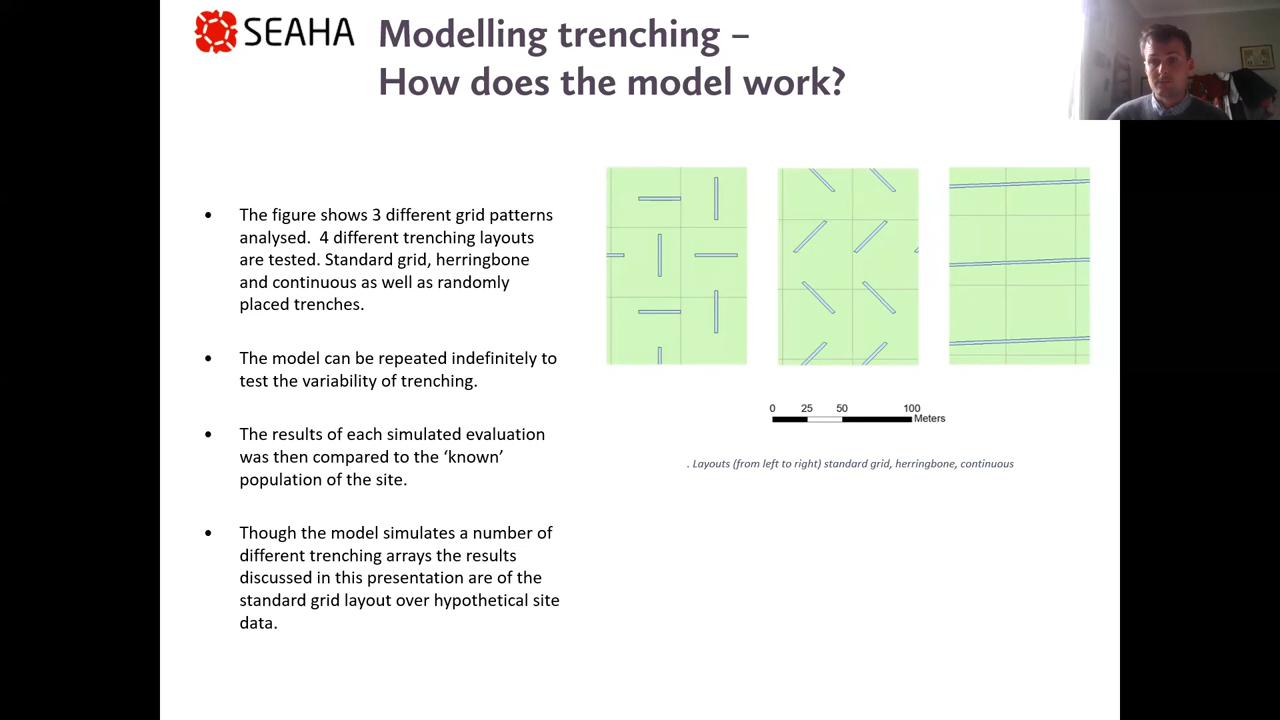 SEAHA
Modelling trenching –
How does the model work?
• The figure shows 3 different grid patterns
analysed.  4 different trenching layouts
are tested. Standard grid, herringbone
and continuous as well as randomly
placed trenches.
• The model can be repeated indefinitely to
test the variability of trenching.
• The results of each simulated evaluation
was then compared to the ‘known’
population of the site.
• Though the model simulates a number of
different trenching arrays the results
discussed in this presentation are of the
standard grid layout over hypothetical site
data.
0 25 50 100
Meters
. Layouts (from left to right) standard grid, herringbone, continuous